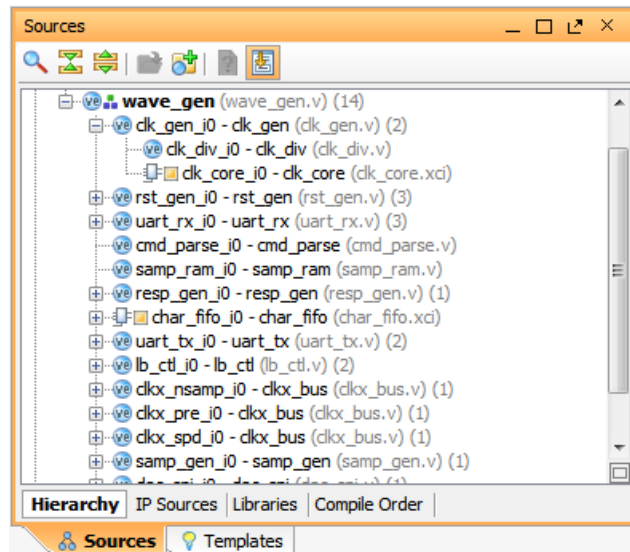 Sources
wave_gen (wave_gen.v) (14)
clk_gen_i0 - clk_gen (clk_gen.v) (2)
clk_div_i0 - clk_div (clk_div.v)
clk_core_i0 - clk_core (clk_core.xci)
rst_gen_i0 - rst_gen (rst_gen.v) (3)
uart_rx_i0 - uart_rx (uart_rx.v) (3)
cmd_parse_i0 - cmd_parse (cmd_parse.v)
samp_ram_i0 - samp_ram (samp_ram.v)
resp_gen_i0 - resp_gen (resp_gen.v) (1)
char_fifo_i0 - char_fifo (char_fifo.xci)
uart_tx_i0 - uart_tx (uart_tx.v) (2)
lb_ctl_i0 - lb_ctl (lb_ctl.v) (2)
clkx_nsamp_i0 - clkx_bus (clkx_bus.v) (1)
clkx_pre_i0 - clkx_bus (clkx_bus.v) (1)
clkx_spd_i0 - clkx_bus (clkx_bus.v) (1)
samp_gen_i0 - samp_gen (samp_gen.v) (1)
Hierarchy IP Sources Libraries Compile Order
Sources Templates